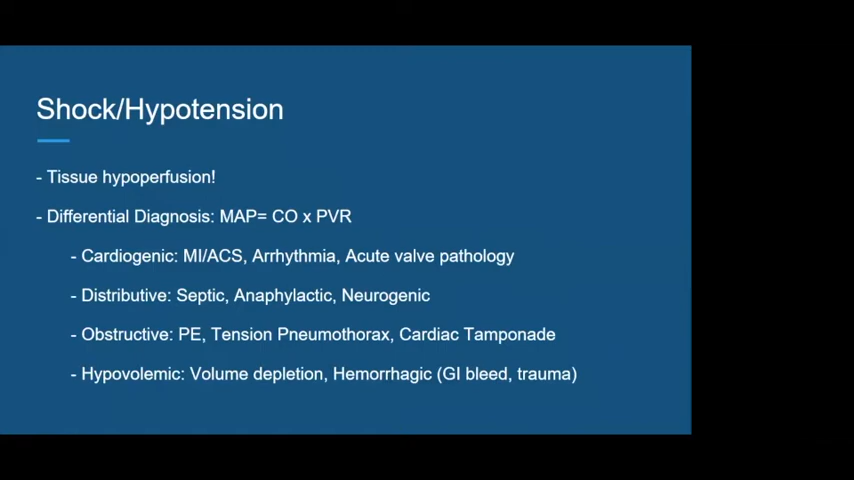 Shock/Hypotension
- Tissue hypoperfusion!
- Differential Diagnosis: MAP= CO x PVR
- Cardiogenic: MI/ACS, Arrhythmia, Acute valve pathology
- Distributive: Septic, Anaphylactic, Neurogenic
- Obstructive: PE, Tension Pneumothorax, Cardiac Tamponade
- Hypovolemic: Volume depletion, Hemorrhagic (GI bleed, trauma)